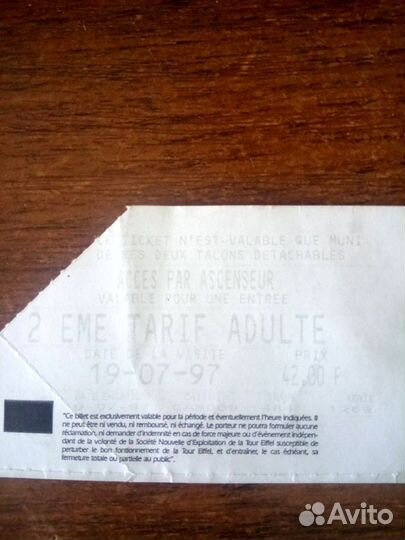 CE TICKET N'EST-VALABLE QUE MUNI
DE SES DEUX TALONS DETACHABLES
ACCES PAR ASCENSEUR
VALABLE POUR UNE ENTREE
2 EME TARIF ADULTE
DATE DE LA VISITE PRIX
19-07-97 42,00 F
"Ce billet est exclusivement valable pour la période et éventuellement l'heure indiquées. Il
ne peut être ni vendu, ni remboursé, ni échangé. Le porteur ne pourra formuler aucune
réclamation, ni demander d'indemnité en cas de force majeure ou d'évènement indépen-
dant de la volonté de la Société Nouvelle d'Exploitation de la Tour Eiffel susceptible de
perturber le bon fonctionnement de la Tour Eiffel, et d'entraîner, le cas échéant, sa
fermeture totale ou partielle au public".
Avito